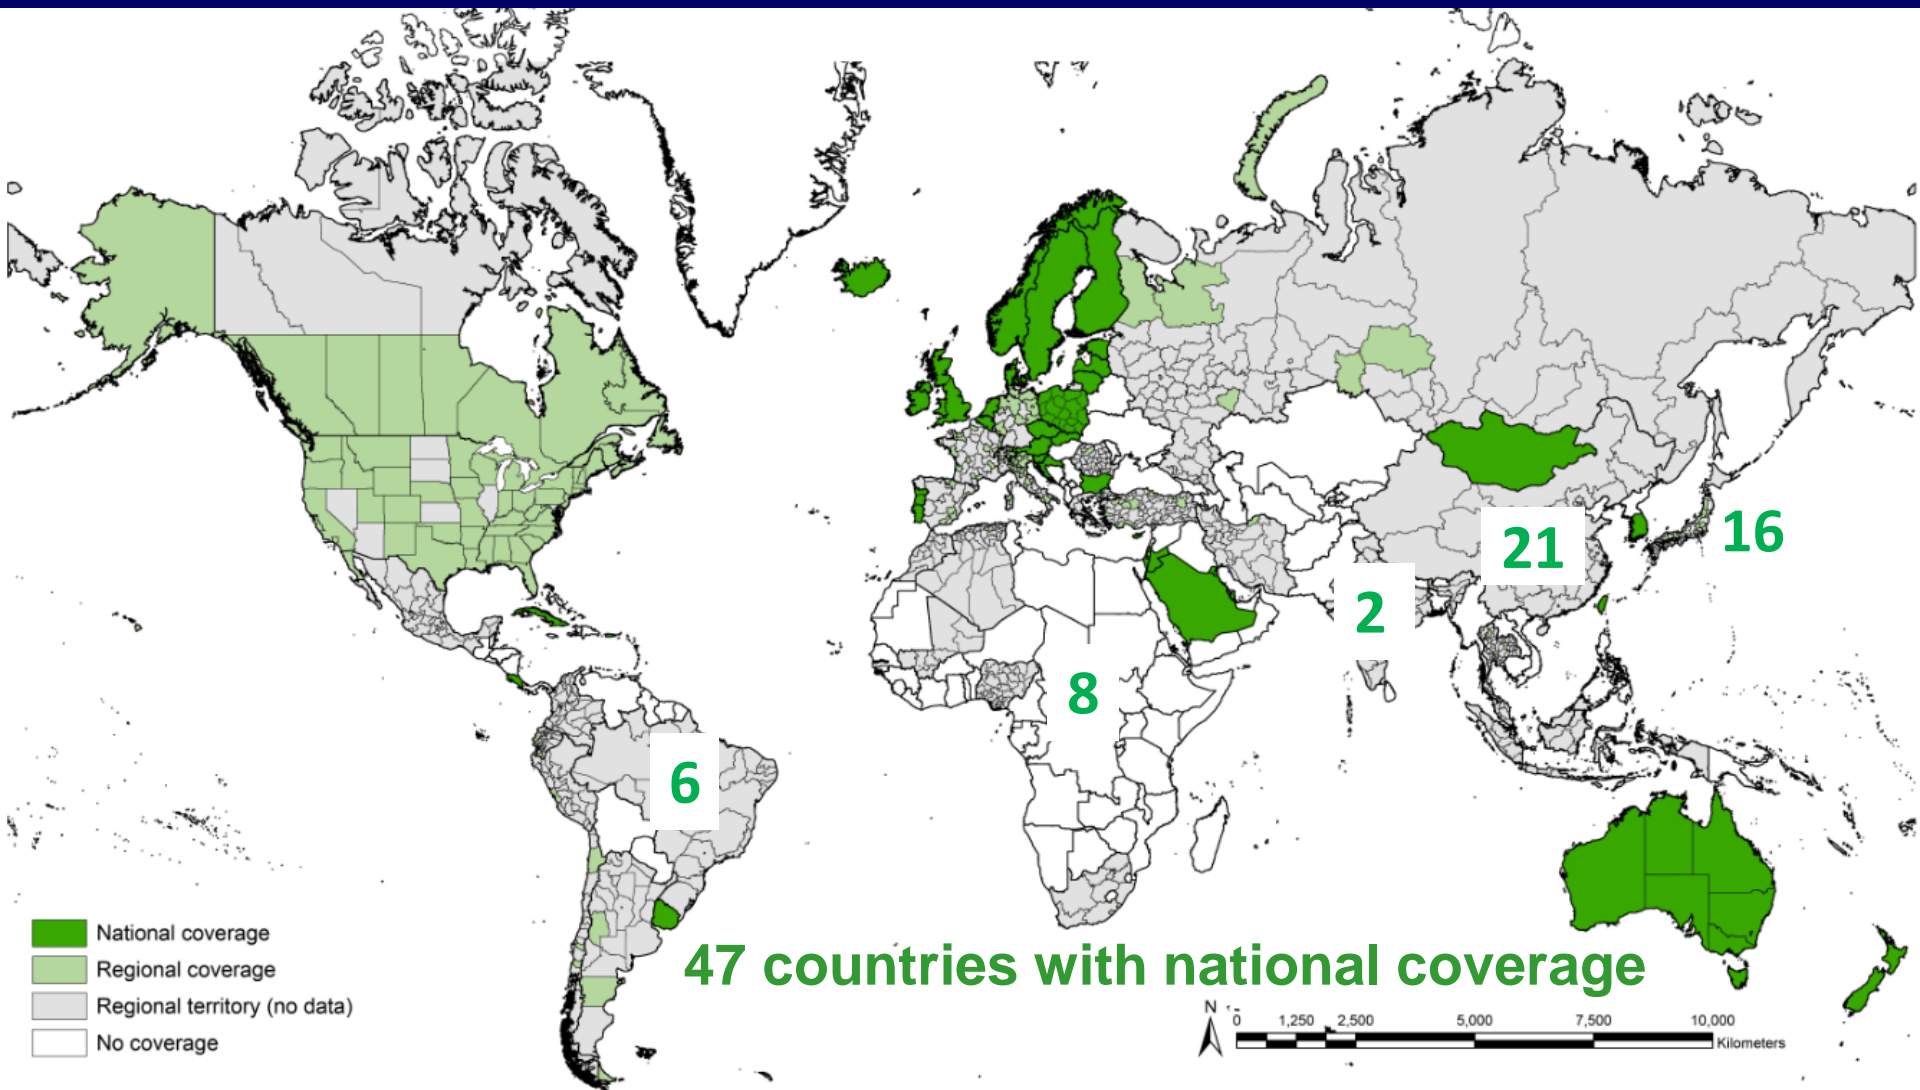 21
16
2
8
6
National coverage
Regional coverage
Regional territory (no data)
No coverage
47 countries with national coverage
N
0 1,250 2,500 5,000 7,500 10,000
Kilometers